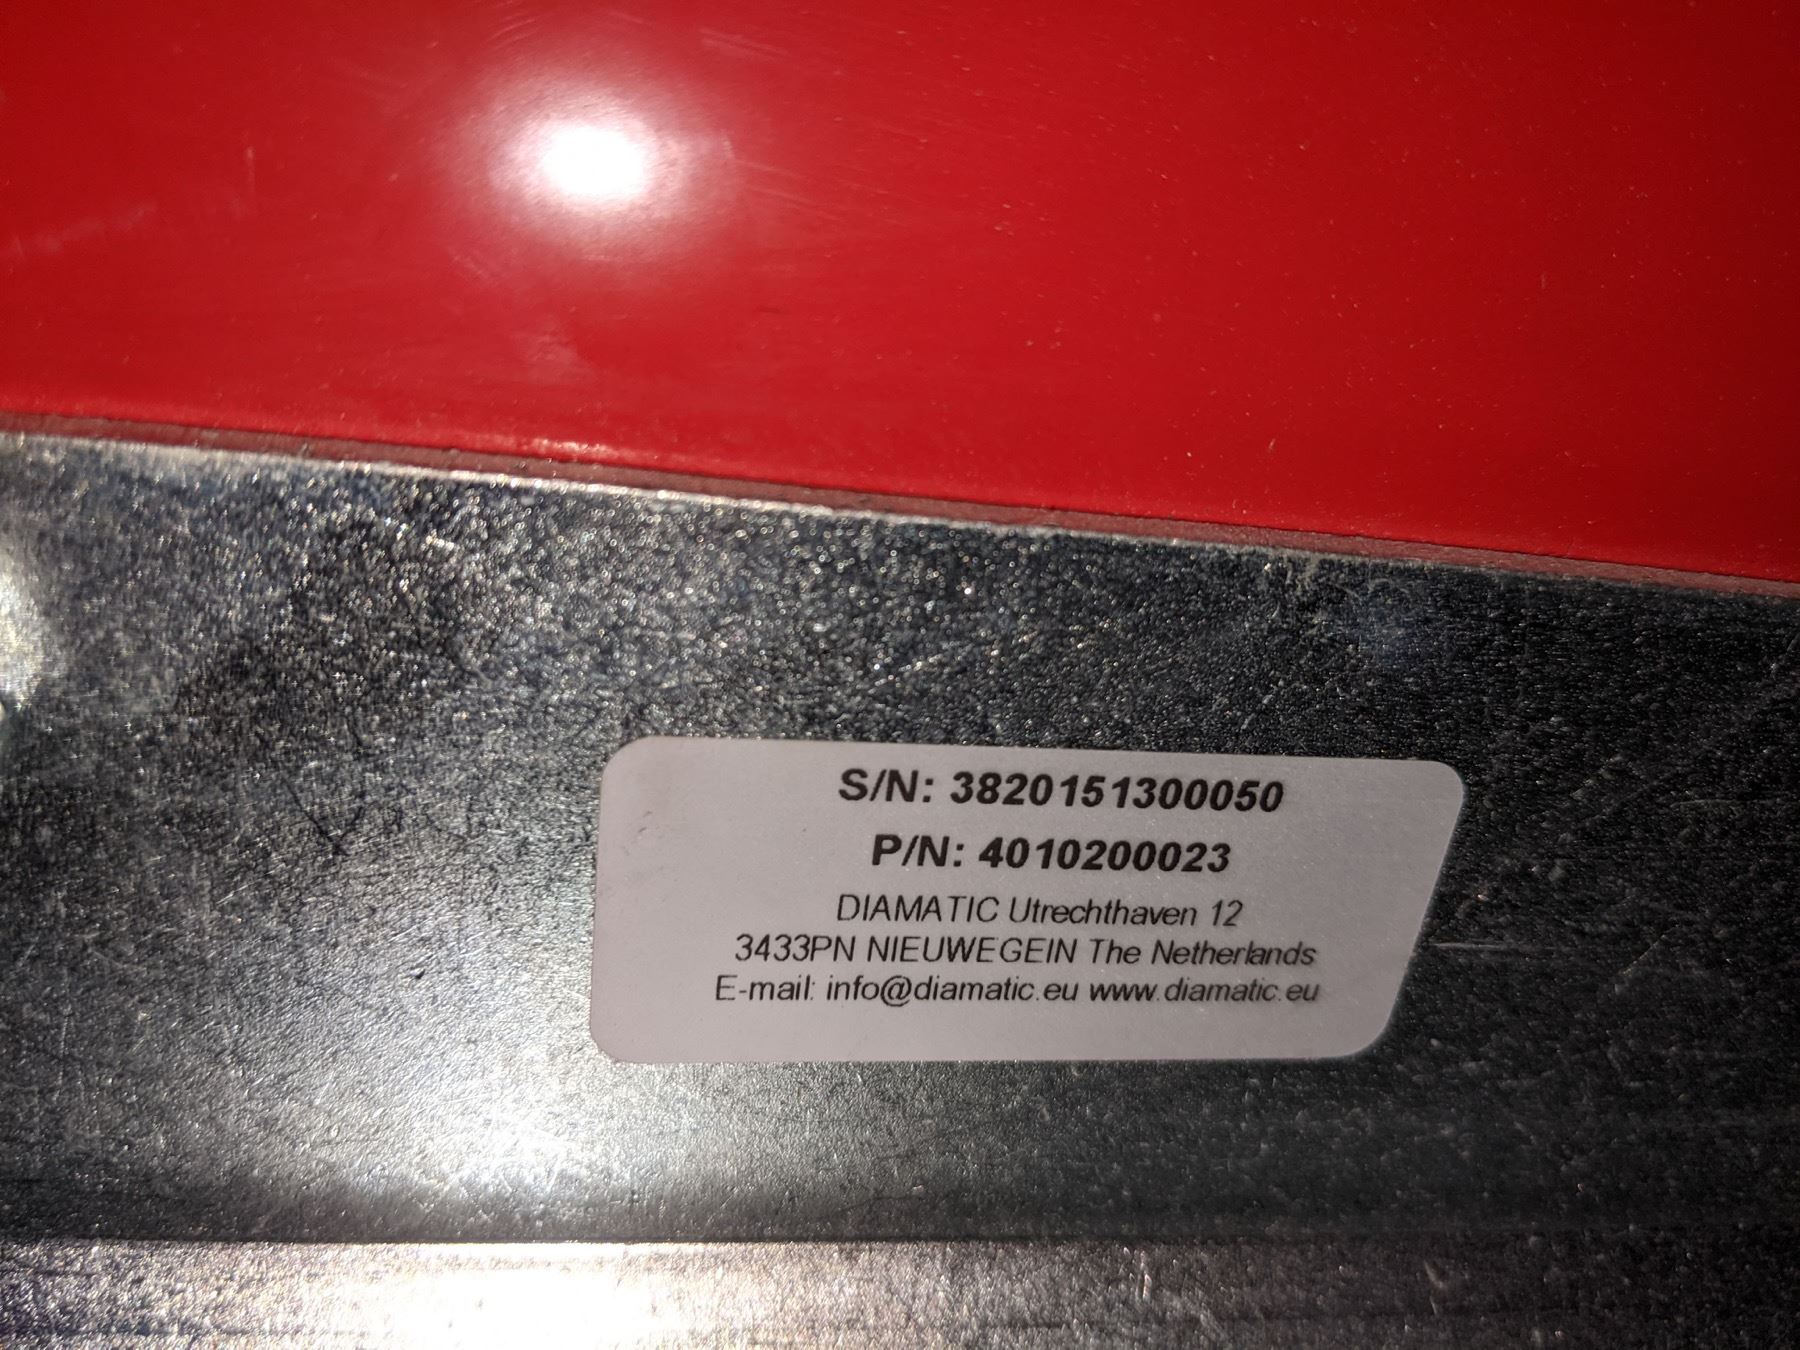 S/N: 3820151300050
P/N: 4010200023
DIAMATIC Utrechthaven 12
3433PN NIEUWEGEIN The Netherlands
E-mail: info@diamatic.eu www.diamatic.eu